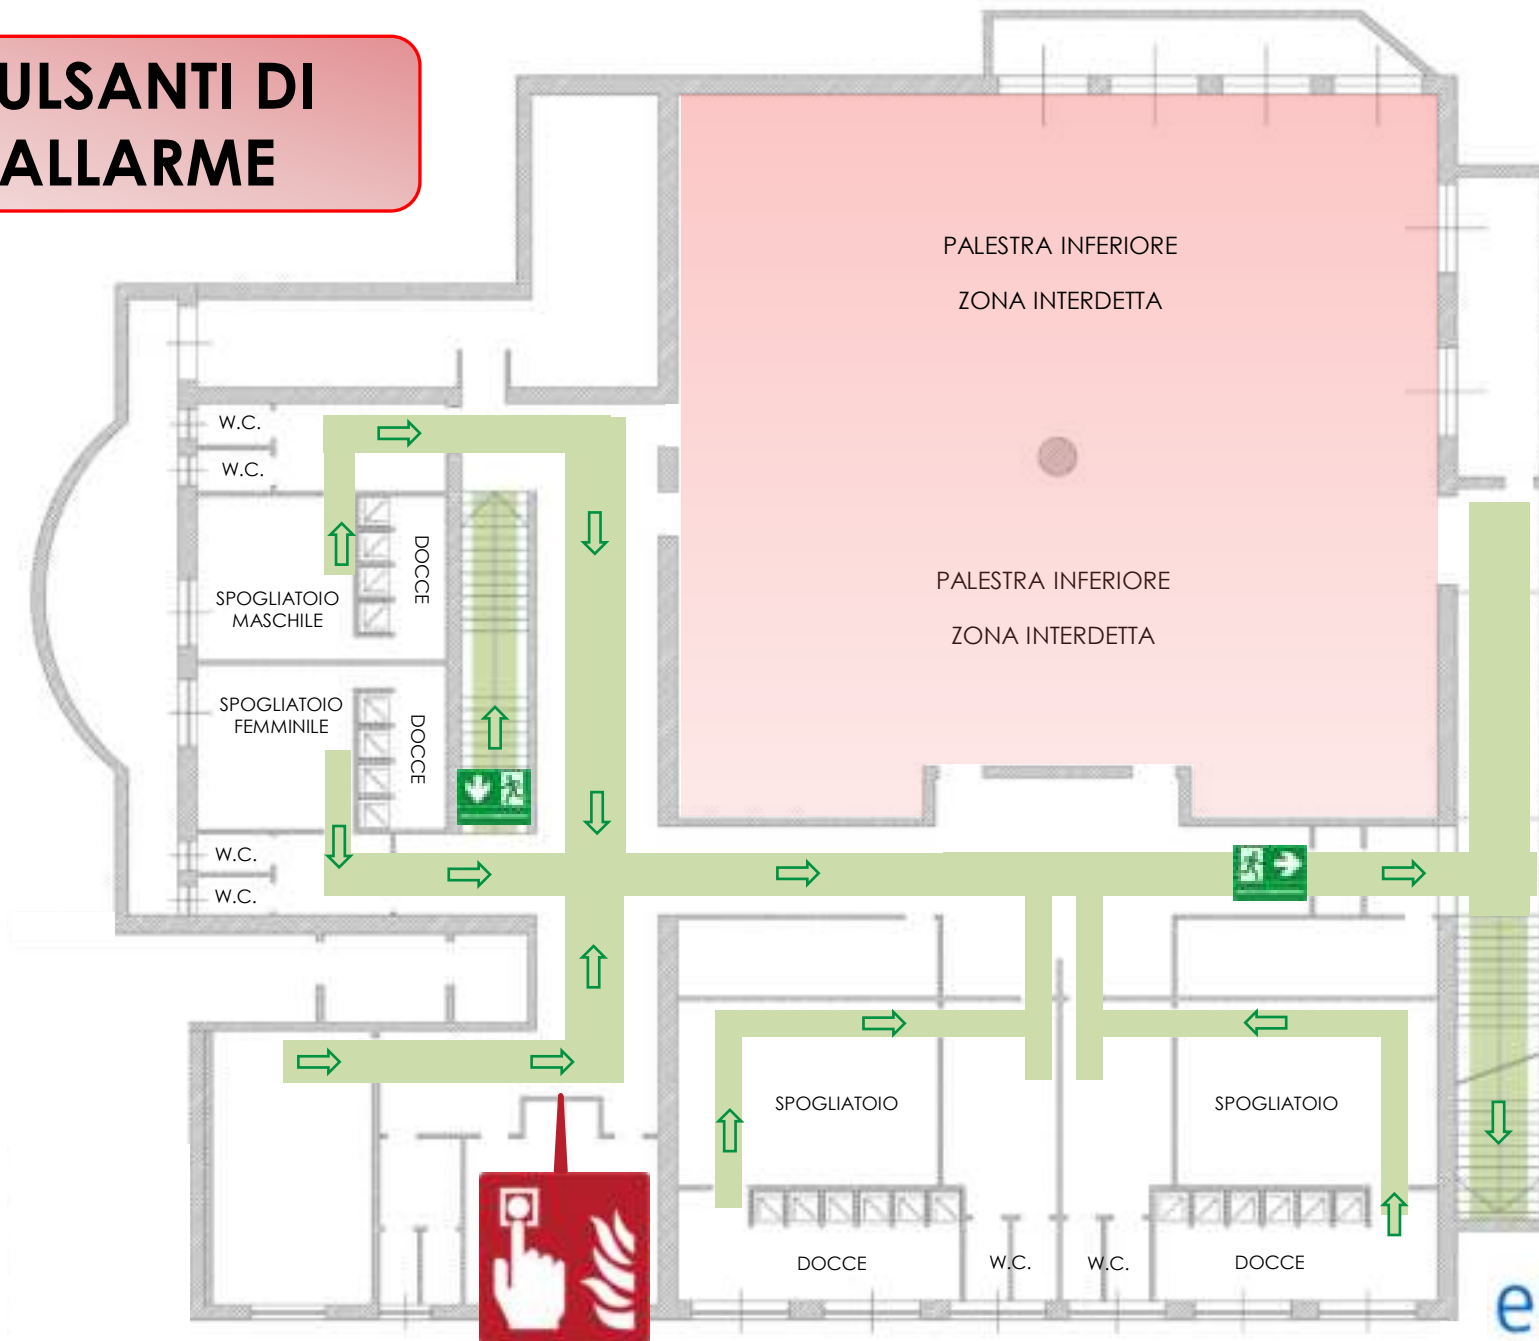 ULSANTI DI
ALLARME
PALESTRA INFERIORE
ZONA INTERDETTA
W.C.
W.C.
DOCCE
SPOGLIATOIO
MASCHILE
PALESTRA INFERIORE
ZONA INTERDETTA
SPOGLIATOIO
FEMMINILE
DOCCE
W.C.
W.C.
SPOGLIATOIO
SPOGLIATOIO
DOCCE
W.C.
W.C.
DOCCE
e